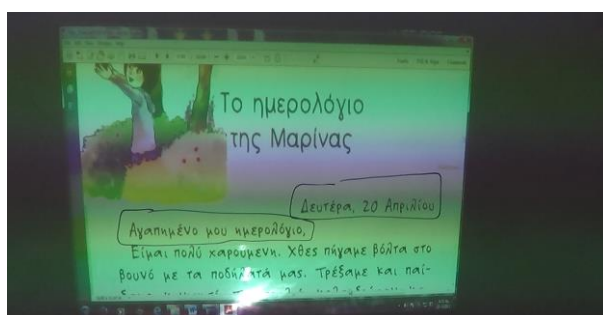 Το ημερολόγιο
της Μαρίνας
Δευτέρα, 20 Απριλίου
Αγαπημένο μου ημερολόγιο,
Είμαι πολύ χαρούμενη. Χθες πήγαμε βόλτα στο
βουνό με τα ποδήλατά μας. Τρέξαμε και παί-